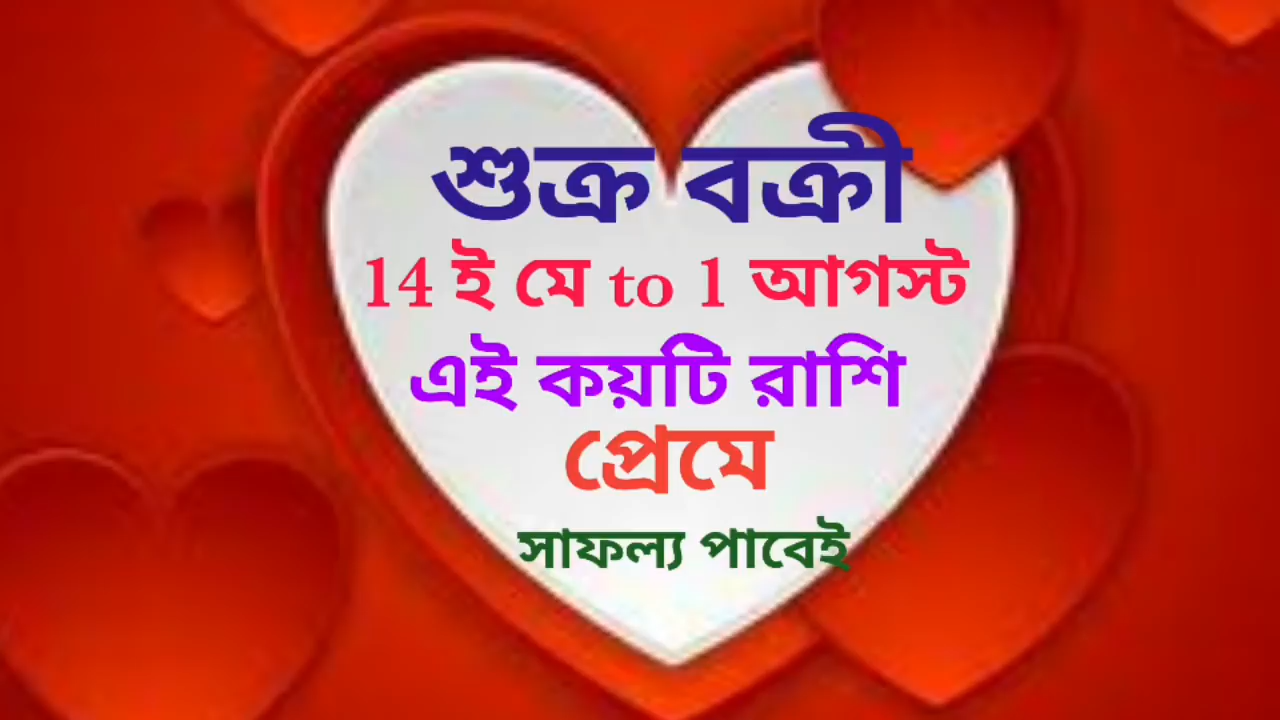 শুক্র বক্রী
14 ই মে to 1 আগস্ট
এই কয়টি রাশি
প্রেমে
সাফল্য পাবেই